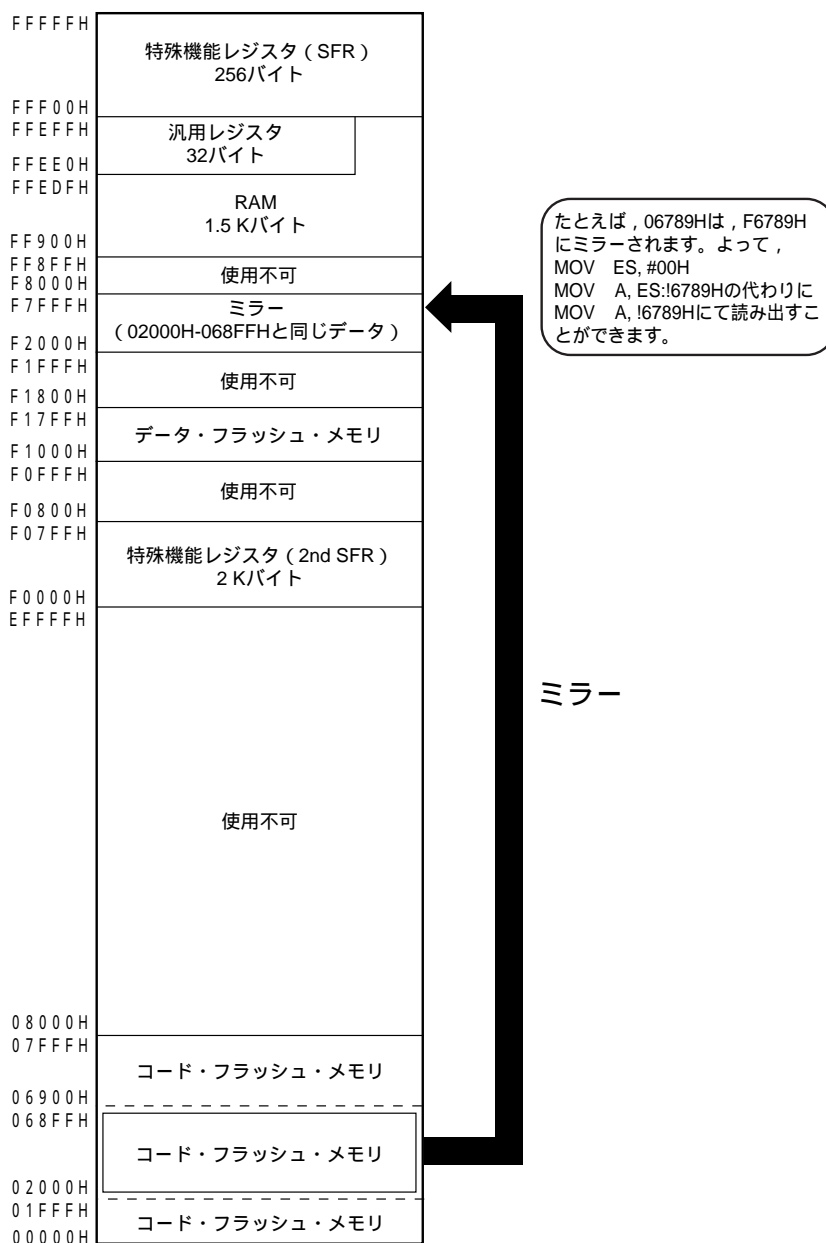 FFFFFH
特殊機能レジスタ（SFR）
256バイト
FFF00H
FFEFFH
汎用レジスタ
32バイト
FFEE0H
FFEDFH
RAM
1.5 Kバイト
FF900H
FF8FFH
使用不可
F8000H
F7FFFH
ミラー
（02000H-068FFHと同じデータ）
F2000H
F1FFFH
使用不可
F1800H
F17FFH
データ・フラッシュ・メモリ
F1000H
F0FFFH
使用不可
F0800H
F07FFH
特殊機能レジスタ（2nd SFR）
2 Kバイト
F0000H
EFFFFH
使用不可
08000H
07FFFH
コード・フラッシュ・メモリ
06900H
068FFH
コード・フラッシュ・メモリ
02000H
01FFFH
コード・フラッシュ・メモリ
00000H
ミラー
たとえば，06789Hは，F6789H
にミラーされます。よって，
MOV ES, #00H
MOV A, ES:!6789Hの代わりに
MOV A, !6789Hにて読み出すこ
とができます。